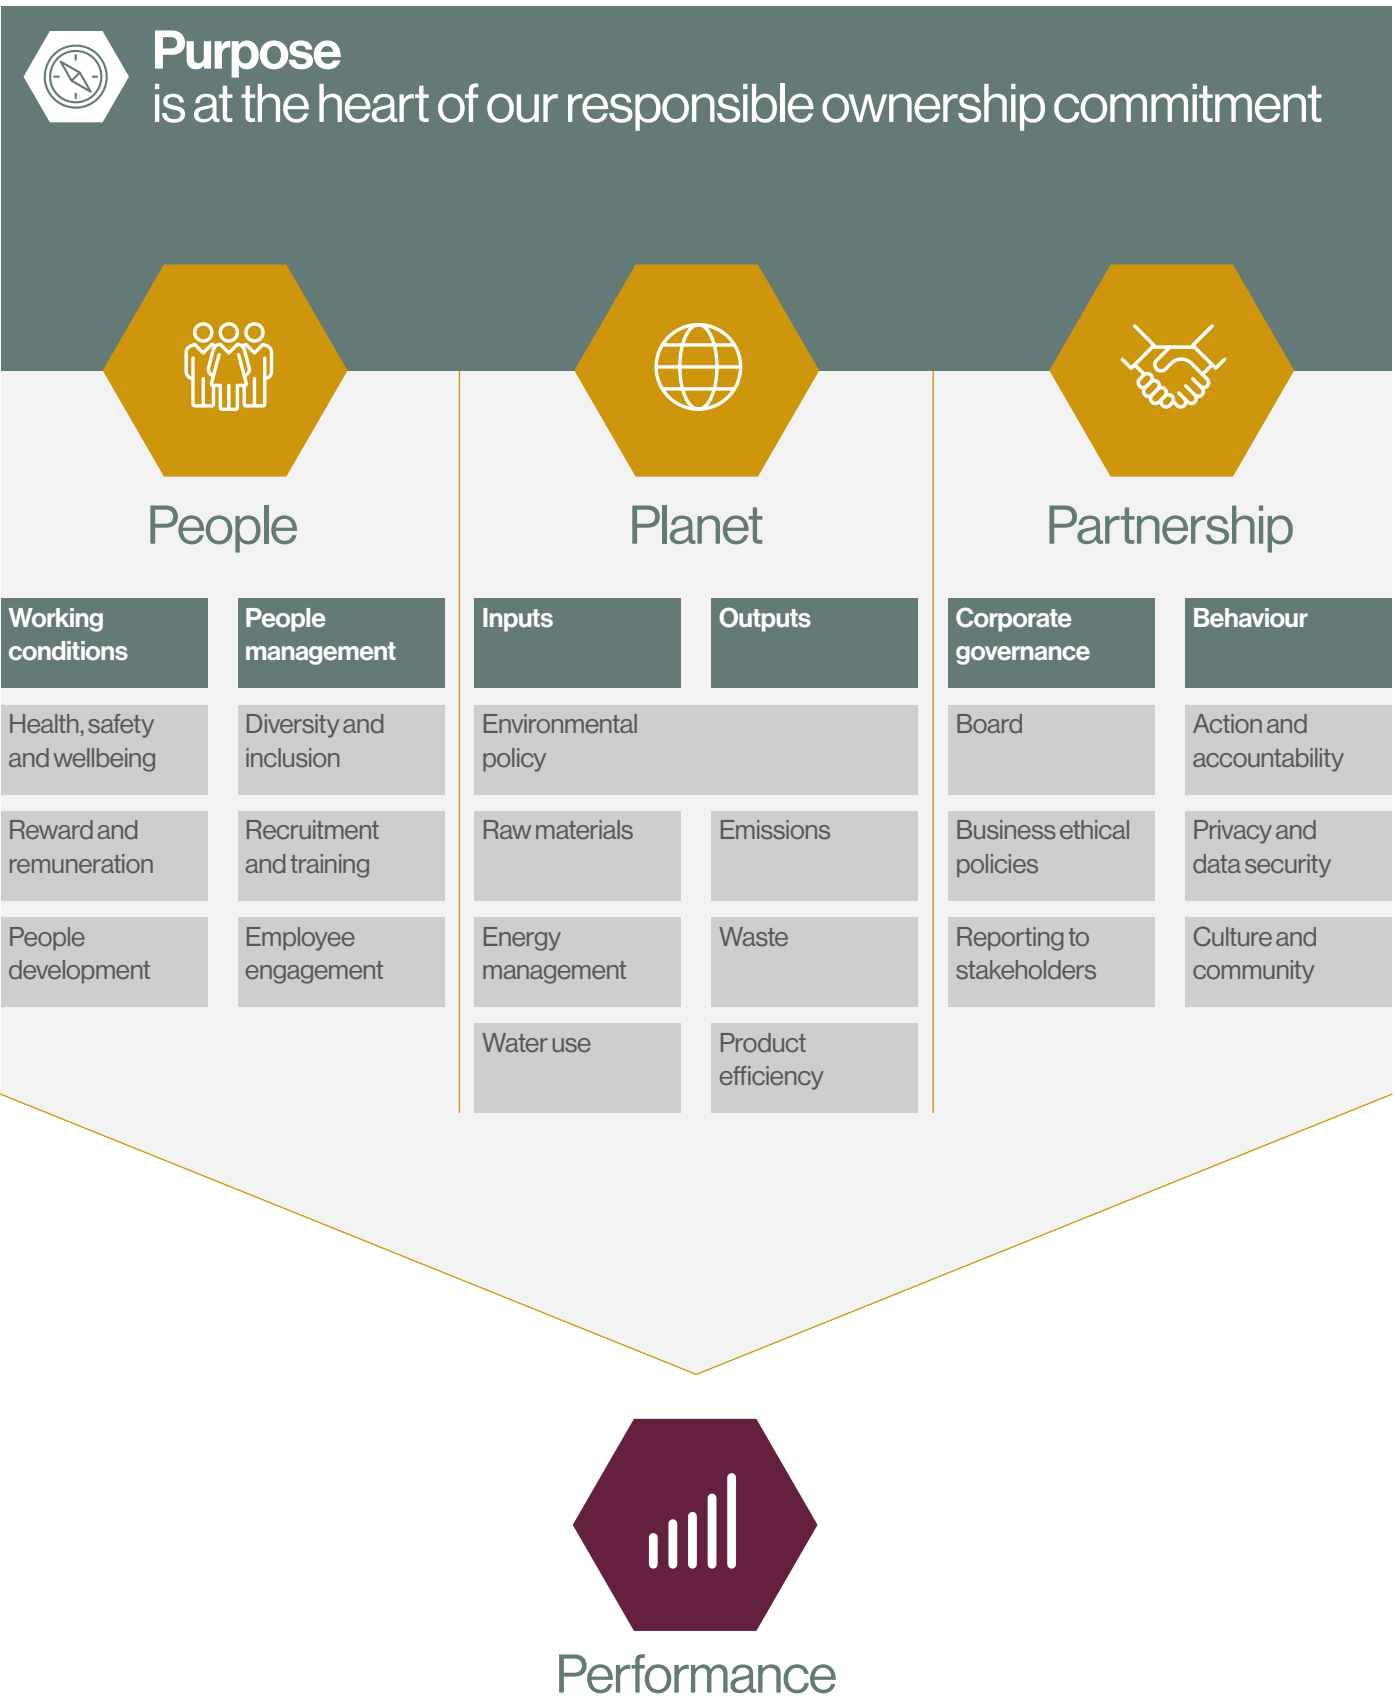 Purpose
is at the heart of our responsible ownership commitment
People
Working
conditions
Health, safety
and wellbeing
Reward and
remuneration
People
development
People
management
Diversity and
inclusion
Recruitment
and training
Employee
engagement
Planet
Inputs
Outputs
Environmental
policy
Raw materials
Energy
management
Water use
Emissions
Waste
Product
efficiency
Partnership
Corporate
governance
Board
Business ethical
policies
Reporting to
stakeholders
Behaviour
Action and
accountability
Privacy and
data security
Culture and
community
Performance